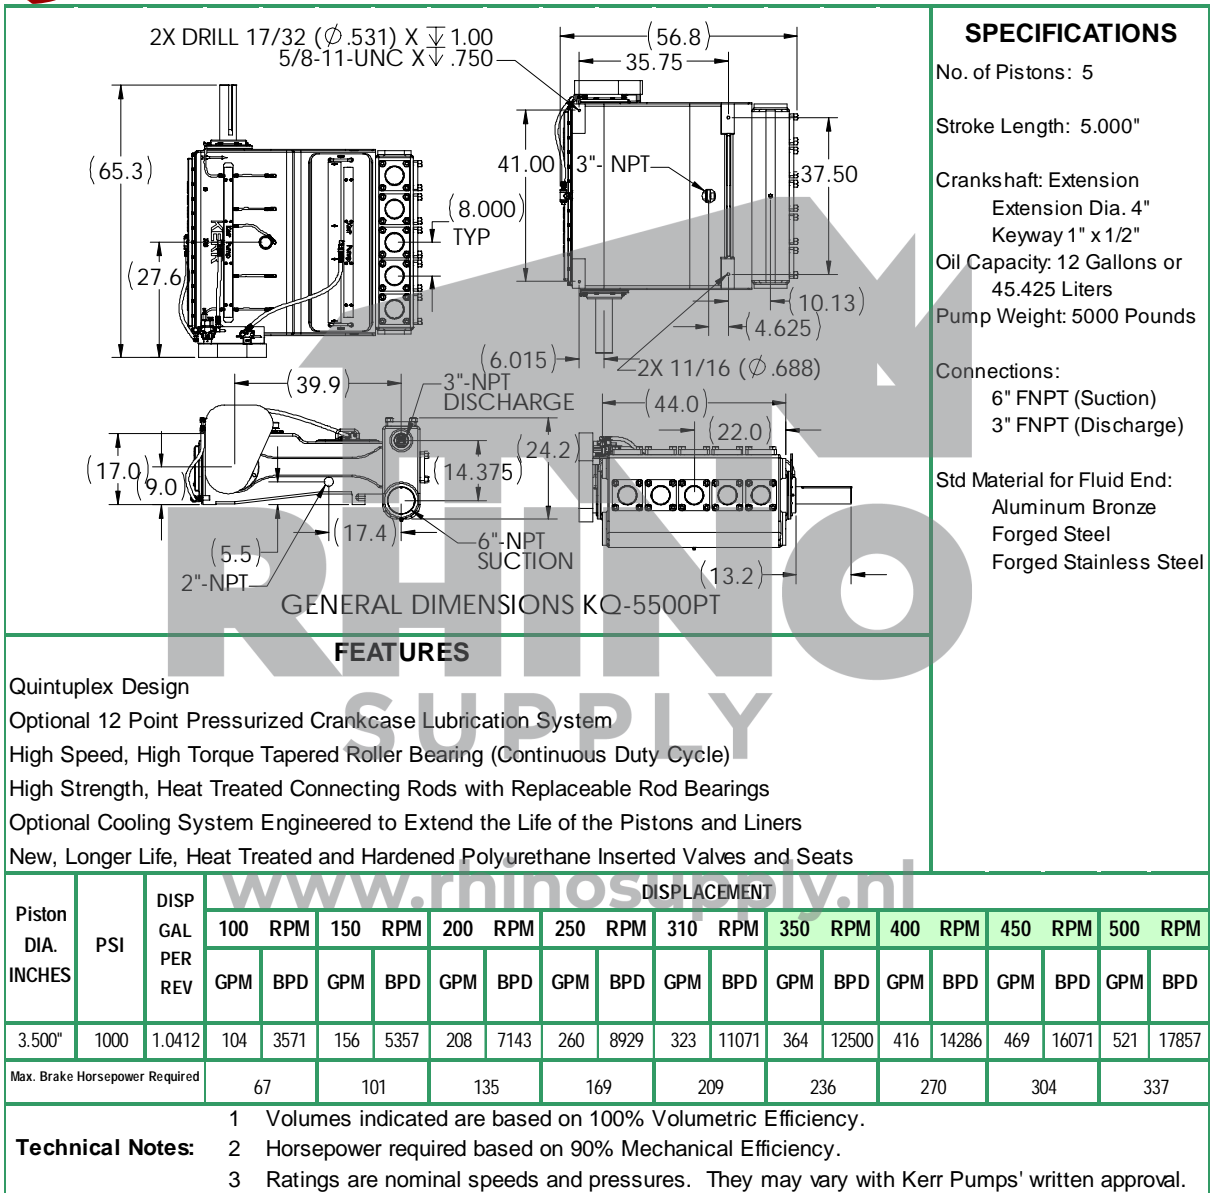 2X DRILL 17/32 (∅ .531) X ↧ 1.00
5/8-11-UNC X ↧ .750
(56.8)
35.75
(65.3)
41.00
3"- NPT
37.50
(8.000)
TYP
(27.6)
(10.13)
(4.625)
(6.015)
2X 11/16 (∅ .688)
(39.9)
3"-NPT
DISCHARGE
(44.0)
(22.0)
(24.2)
(17.0)
(9.0)
(14.375)
(17.4)
(5.5)
2"-NPT
6"-NPT
SUCTION
(13.2)
GENERAL DIMENSIONS KQ-5500PT
SPECIFICATIONS
No. of Pistons: 5
Stroke Length: 5.000"
Crankshaft: Extension
Extension Dia. 4"
Keyway 1" x 1/2"
Oil Capacity: 12 Gallons or
45.425 Liters
Pump Weight: 5000 Pounds
Connections:
6" FNPT (Suction)
3" FNPT (Discharge)
Std Material for Fluid End:
Aluminum Bronze
Forged Steel
Forged Stainless Steel
RHINO
SUPPLY
www.rhinosupply.nl
FEATURES
Quintuplex Design
Optional 12 Point Pressurized Crankcase Lubrication System
High Speed, High Torque Tapered Roller Bearing (Continuous Duty Cycle)
High Strength, Heat Treated Connecting Rods with Replaceable Rod Bearings
Optional Cooling System Engineered to Extend the Life of the Pistons and Liners
New, Longer Life, Heat Treated and Hardened Polyurethane Inserted Valves and Seats
Piston DIA. INCHES PSI DISP GAL PER REV DISPLACEMENT
100 RPM 150 RPM 200 RPM 250 RPM 310 RPM 350 RPM 400 RPM 450 RPM 500 RPM
GPM BPD GPM BPD GPM BPD GPM BPD GPM BPD GPM BPD GPM BPD GPM BPD GPM BPD
3.500" 1000 1.0412 104 3571 156 5357 208 7143 260 8929 323 11071 364 12500 416 14286 469 16071 521 17857
Max. Brake Horsepower Required 67 101 135 169 209 236 270 304 337
Technical Notes:
1 Volumes indicated are based on 100% Volumetric Efficiency.
2 Horsepower required based on 90% Mechanical Efficiency.
3 Ratings are nominal speeds and pressures. They may vary with Kerr Pumps' written approval.